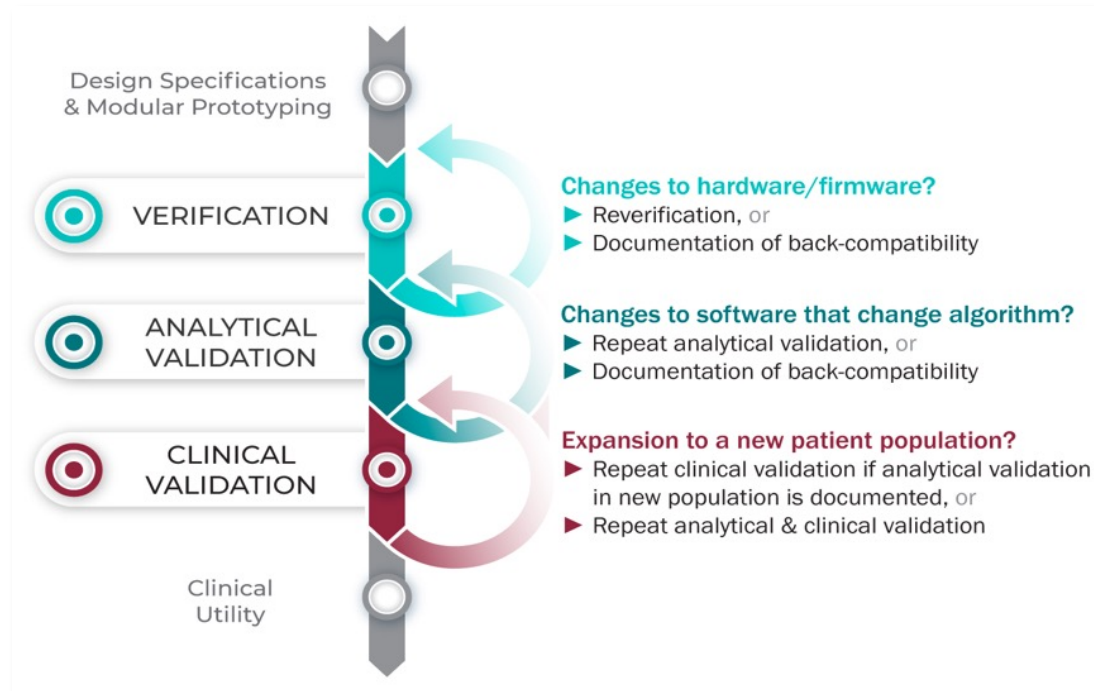 Design Specifications
& Modular Prototyping
VERIFICATION
Changes to hardware/firmware?
Reverification, or
Documentation of back-compatibility
ANALYTICAL
VALIDATION
Changes to software that change algorithm?
Repeat analytical validation, or
Documentation of back-compatibility
CLINICAL
VALIDATION
Expansion to a new patient population?
Repeat clinical validation if analytical validation
in new population is documented, or
Repeat analytical & clinical validation
Clinical
Utility